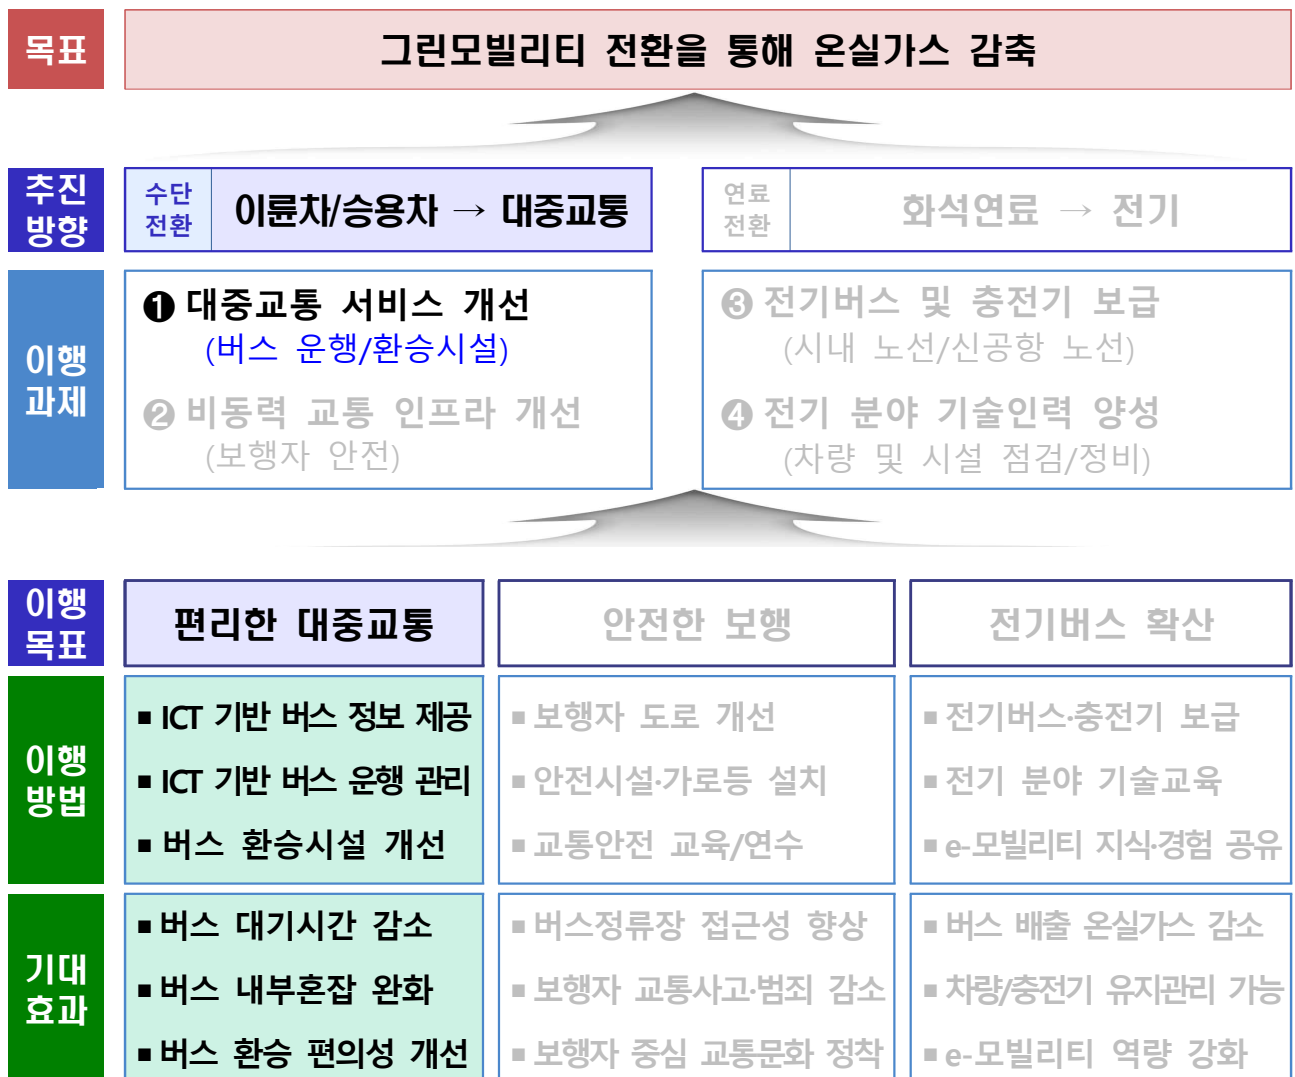 목표
그린모빌리티 전환을 통해 온실가스 감축
추진
방향
수단
전환
이륜차/승용차 → 대중교통
연료
전환
화석연료 → 전기
이행
과제
❶ 대중교통 서비스 개선
(버스 운행/환승시설)
❷ 비동력 교통 인프라 개선
(보행자 안전)
❸ 전기버스 및 충전기 보급
(시내 노선/신공항 노선)
❹ 전기 분야 기술인력 양성
(차량 및 시설 점검/정비)
이행
목표
편리한 대중교통
안전한 보행
전기버스 확산
이행
방법
▪ ICT 기반 버스 정보 제공
▪ ICT 기반 버스 운행 관리
▪ 버스 환승시설 개선
▪ 보행자 도로 개선
▪ 안전시설·가로등 설치
▪ 교통안전 교육/연수
▪ 전기버스·충전기 보급
▪ 전기 분야 기술교육
▪ e-모빌리티 지식·경험 공유
기대
효과
▪ 버스 대기시간 감소
▪ 버스 내부혼잡 완화
▪ 버스 환승 편의성 개선
▪ 버스정류장 접근성 향상
▪ 보행자 교통사고·범죄 감소
▪ 보행자 중심 교통문화 정착
▪ 버스 배출 온실가스 감소
▪ 차량/충전기 유지관리 가능
▪ e-모빌리티 역량 강화